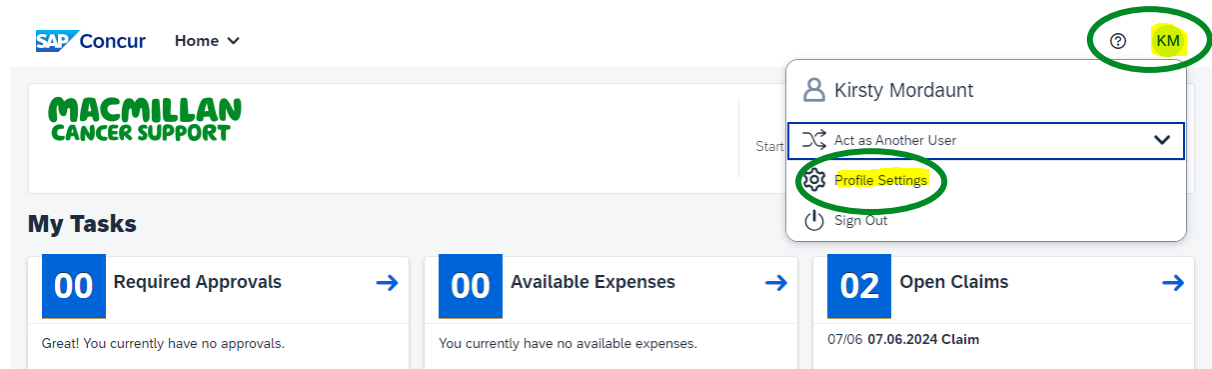 SAP Concur Home
KM
MACMILLAN
CANCER SUPPORT
Start
Kirsty Mordaunt
Act as Another User
Profile Settings
Sign Out
My Tasks
00 Required Approvals
Great! You currently have no approvals.
00 Available Expenses
You currently have no available expenses.
02 Open Claims
07/06 07.06.2024 Claim